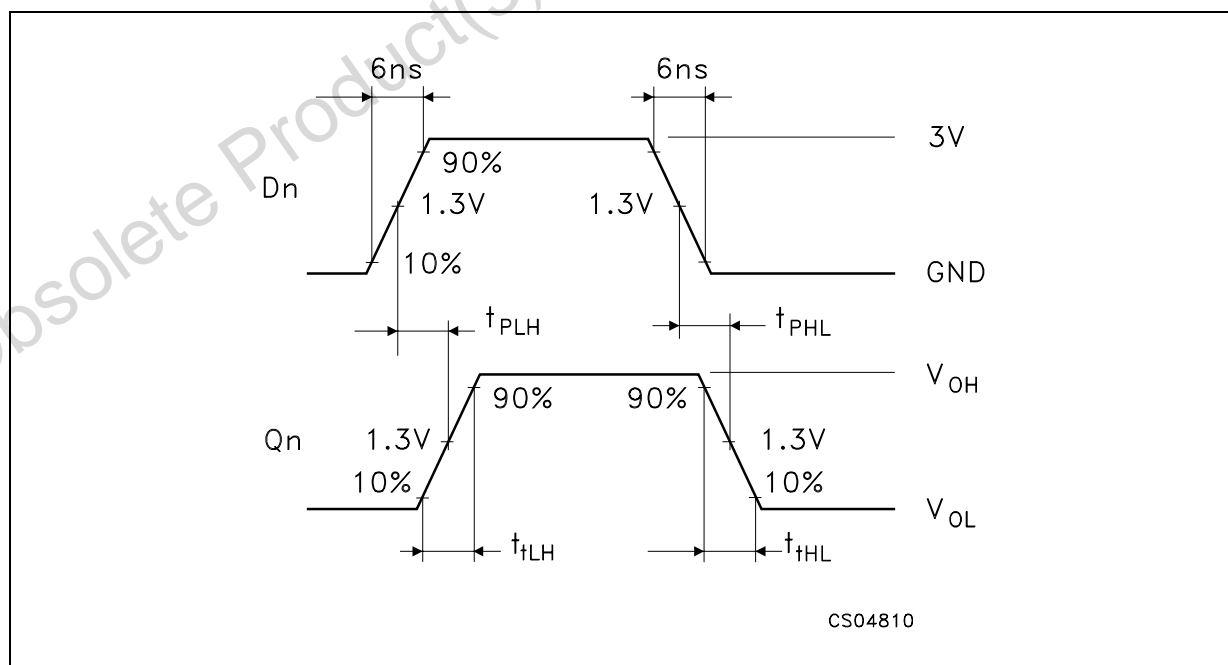 6ns 6ns
3V
90%
Dn
1.3V 1.3V
10%
GND
tPLH tPHL
VOH
90% 90%
Qn 1.3V 1.3V
10% 10%
VOL
ttLH ttHL
CS04810
bsolete Product(s)